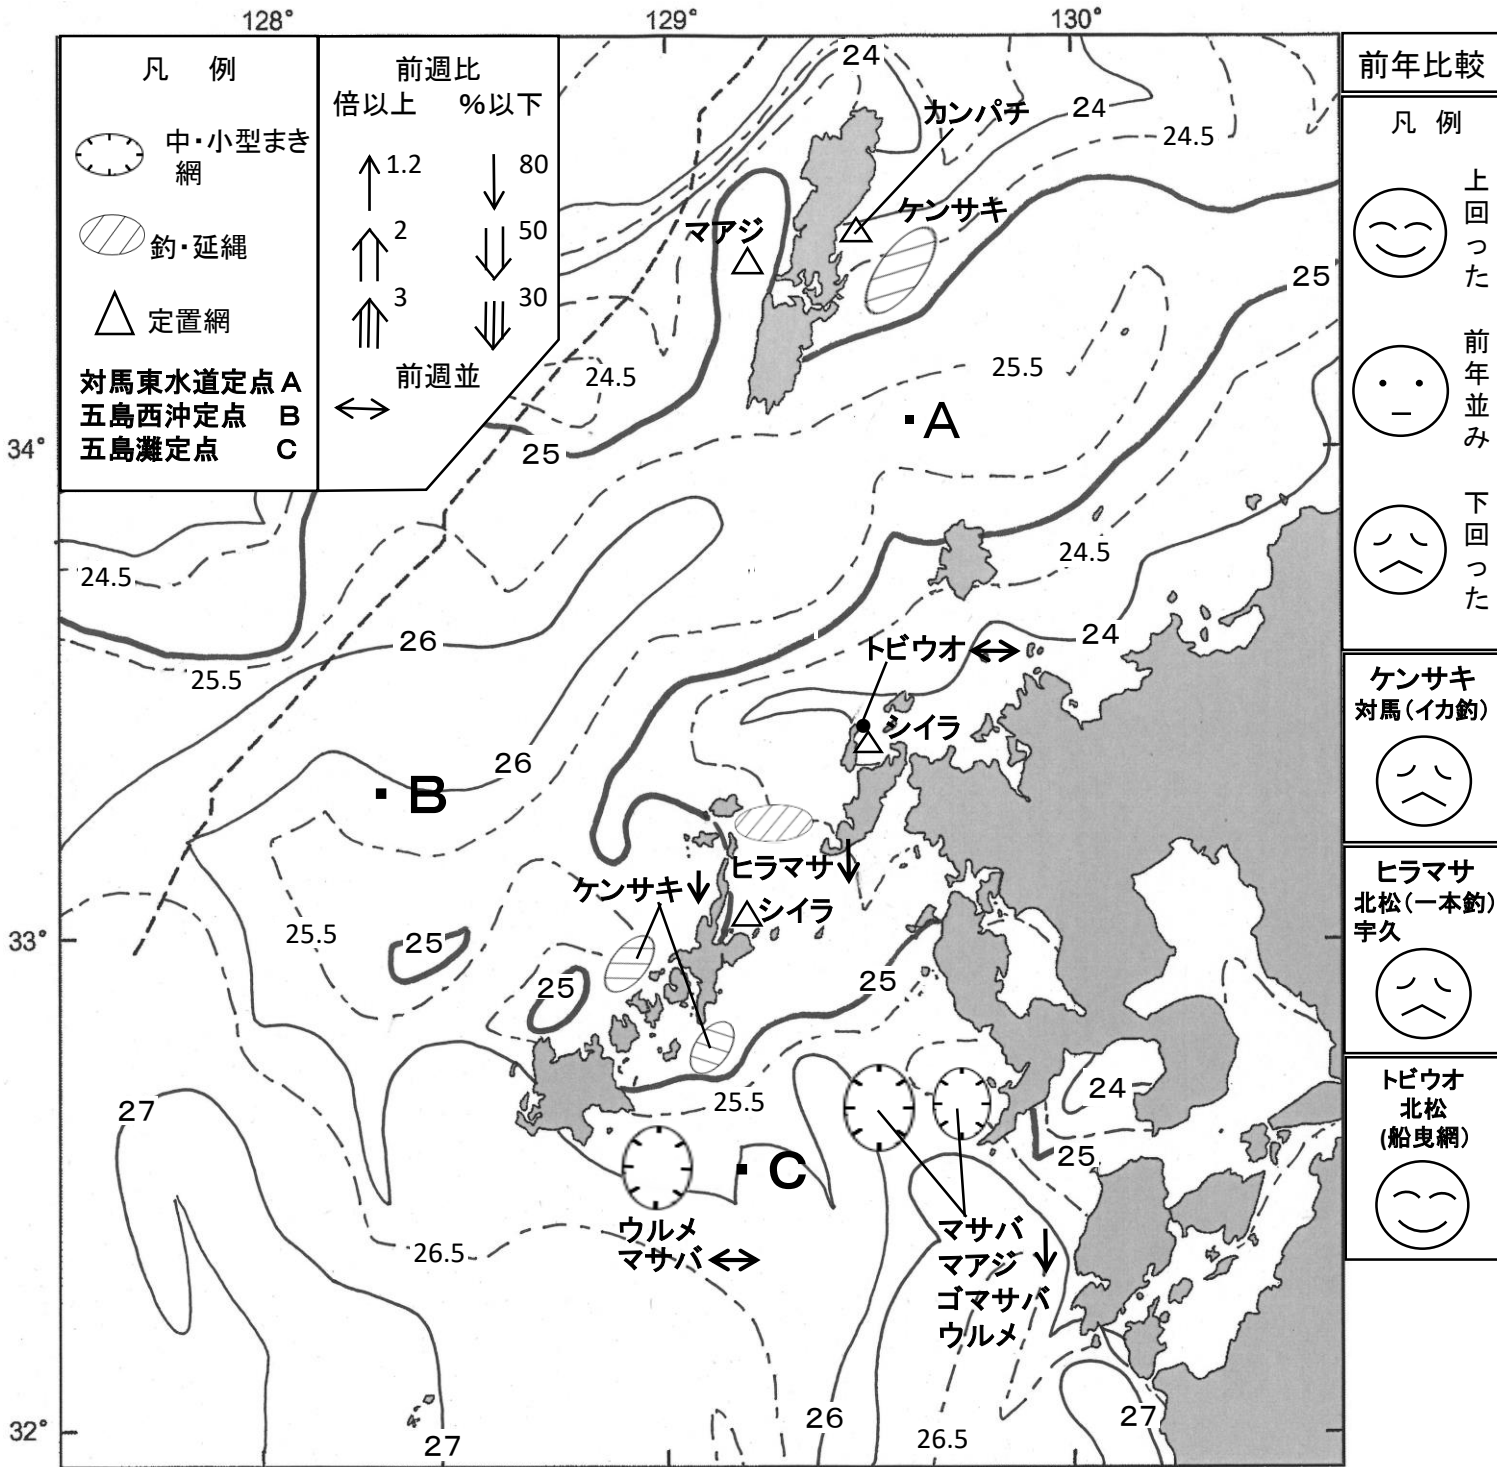 128°
129°
130°
凡 例
中・小型まき
網
釣・延縄
定置網
対馬東水道定点 A
五島西沖定点 B
五島灘定点 C
前週比
倍以上 %以下
1.2 80
2 50
3 30
前週並
前年比較
凡 例
上回った
前年並み
下回った
ケンサキ
対馬(イカ釣)
ヒラマサ
北松(一本釣)
宇久
トビウオ
北松
(船曳網)
24
カンパチ
24
24.5
ケンサキ
マアジ
25
25.5
24.5
A
34°
25
24.5
24.5
26
24
トビウオ
25.5
シイラ
26
B
ヒラマサ
ケンサキ
シイラ
25.5
33°
25
25
25
24
25.5
27
25
C
ウルメ
マサバ
26.5
マサバ
マアジ
ゴマサバ
ウルメ
32°
27
26
26.5
27